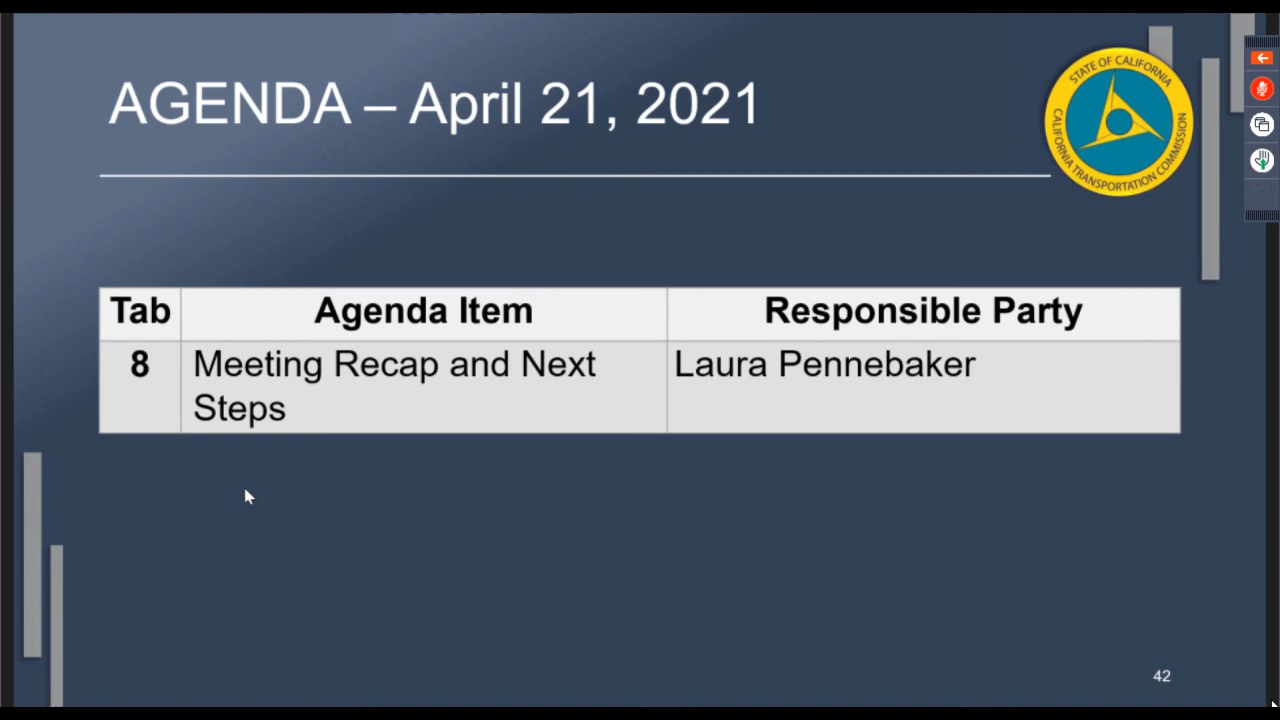 AGENDA – April 21, 2021
STATE OF CALIFORNIA
CALIFORNIA TRANSPORTATION COMMISSION
Tab Agenda Item Responsible Party
8 Meeting Recap and Next Laura Pennebaker
Steps
42